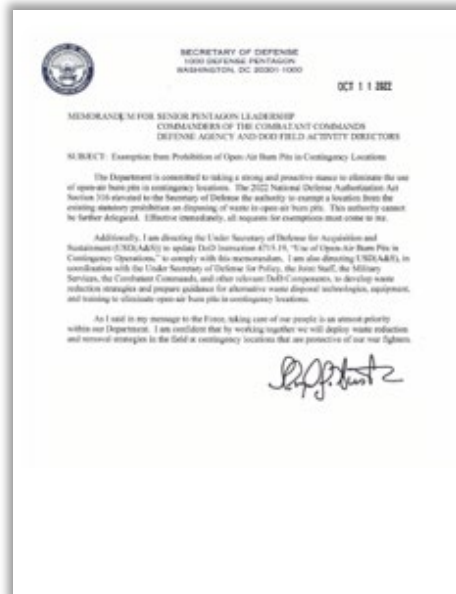 SECRETARY OF DEFENSE
1000 DEFENSE PENTAGON
WASHINGTON, DC 20301-1000
OCT 11 2022
MEMORANDUM FOR SENIOR PENTAGON LEADERSHIP
COMMANDERS OF THE COMBATANT COMMANDS
DEFENSE AGENCY AND DOD FIELD ACTIVITY DIRECTORS
SUBJECT: Exemption from Prohibition of Open-Air Burn Pits in Contingency Locations
The Department is committed to taking a strong and proactive stance to eliminate the use
of open-air burn pits in contingency locations. The 2022 National Defense Authorization Act
Section 316 elevated to the Secretary of Defense the authority to exempt a location from the
existing statutory prohibition on disposing of waste in open-air burn pits. This authority cannot
be further delegated. Effective immediately, all requests for exemptions must come to me.
Additionally, I am directing the Under Secretary of Defense for Acquisition and
Sustainment (USD(A&S)) to update DoD Instruction 4715.19, "Use of Open-Air Burn Pits in
Contingency Operations," to comply with this memorandum. I am also directing USD(A&S), in
coordination with the Under Secretary of Defense for Policy, the Joint Staff, the Military
Services, the Combatant Commands, and other relevant DoD Components, to develop waste
reduction strategies and prepare guidance for alternative waste disposal technologies, equipment,
and training to eliminate open-air burn pits in contingency locations.
As I said in my message to the Force, taking care of our people is an utmost priority
within our Department. I am confident that by working together we will deploy waste reduction
and removal strategies in the field at contingency locations that are protective of our war fighters.